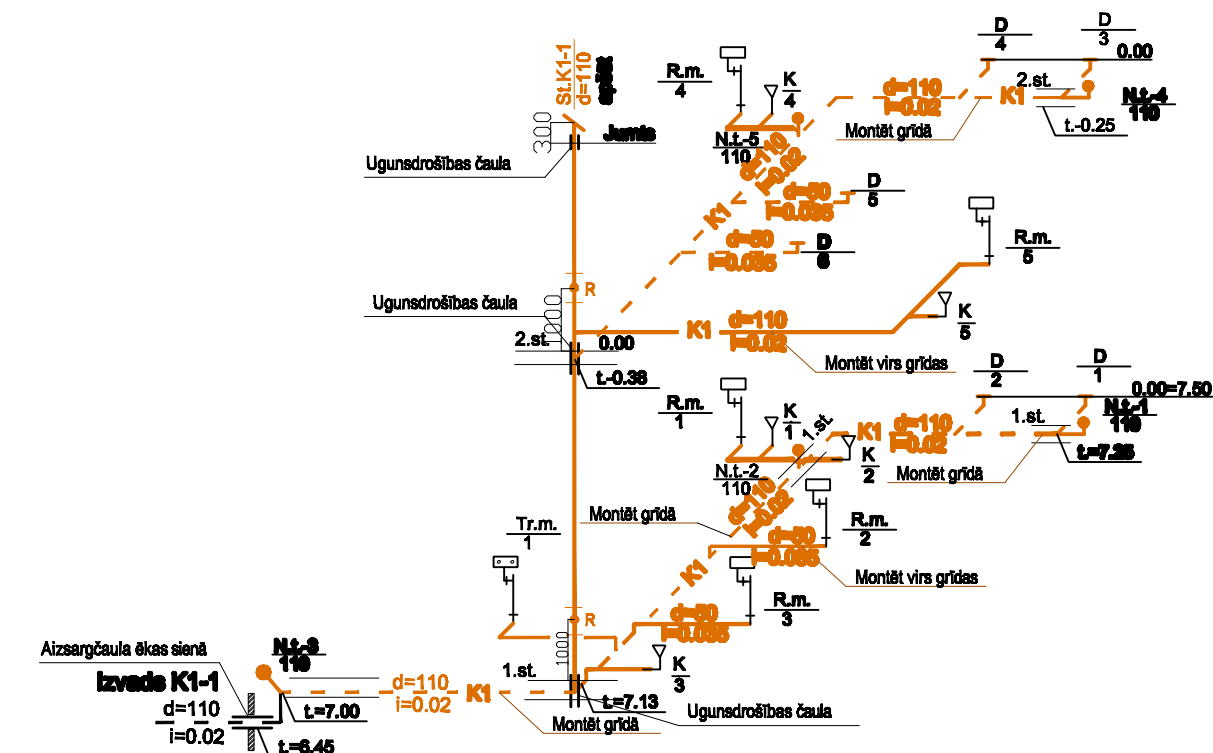 D
4
D
3
0.00
St.K1-1
d=110
apšēt
R.m.
4
K
4
d=110
i=0.02
2.st.
K1
N.t.-4
110
300
Jumis
N.t.-5
110
Montēt grīdā
t.-0.25
Ugunsdrošības čaula
d=110
i=0.02
d=50
i=0.035
D
5
K1
d=50
i=0.035
D
6
R.m.
5
R
Ugunsdrošības čaula
1000
K
5
K1
d=110
i=0.02
2.st.
0.00
Montēt virs grīdas
t.-0.38
D
2
D
1
0.00=7.50
R.m.
1
K
1
1.st.
K1
d=110
i=0.02
1.st.
N.t.-1
110
K
2
t.=7.25
N.t.-2
110
Montēt grīdā
d=110
i=0.02
Montēt grīdā
Tr.m.
1
R.m.
2
d=50
i=0.035
K1
Montēt virs grīdas
R.m.
3
d=50
i=0.035
R
1000
Aizsargčaula ēkas sienā
N.t.-3
110
1.st.
K
3
Izvads K1-1
d=110
i=0.02
d=110
i=0.02
K1
t.=7.00
t.=7.13
Montēt grīdā
Ugunsdrošības čaula
t.=6.45